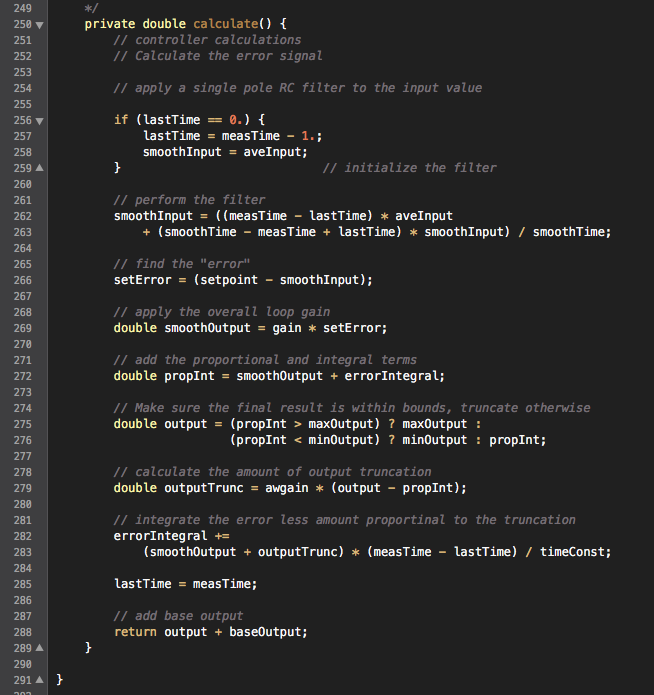 249         */
250 ▼     private double calculate() {
251           // controller calculations
252           // Calculate the error signal
253
254           // apply a single pole RC filter to the input value
255
256 ▼         if (lastTime == 0.) {
257               lastTime = measTime - 1.;
258               smoothInput = aveInput;
259 ▲         }                            // initialize the filter
260
261           // perform the filter
262           smoothInput = ((measTime - lastTime) * aveInput
263               + (smoothTime - measTime + lastTime) * smoothInput) / smoothTime;
264
265           // find the "error"
266           setError = (setpoint - smoothInput);
267
268           // apply the overall loop gain
269           double smoothOutput = gain * setError;
270
271           // add the proportional and integral terms
272           double propInt = smoothOutput + errorIntegral;
273
274           // Make sure the final result is within bounds, truncate otherwise
275           double output = (propInt > maxOutput) ? maxOutput :
276                           (propInt < minOutput) ? minOutput : propInt;
277
278           // calculate the amount of output truncation
279           double outputTrunc = awgain * (output - propInt);
280
281           // integrate the error less amount proportinal to the truncation
282           errorIntegral +=
283               (smoothOutput + outputTrunc) * (measTime - lastTime) / timeConst;
284
285           lastTime = measTime;
286
287           // add base output
288           return output + baseOutput;
289 ▲     }
290
291 ▲ }